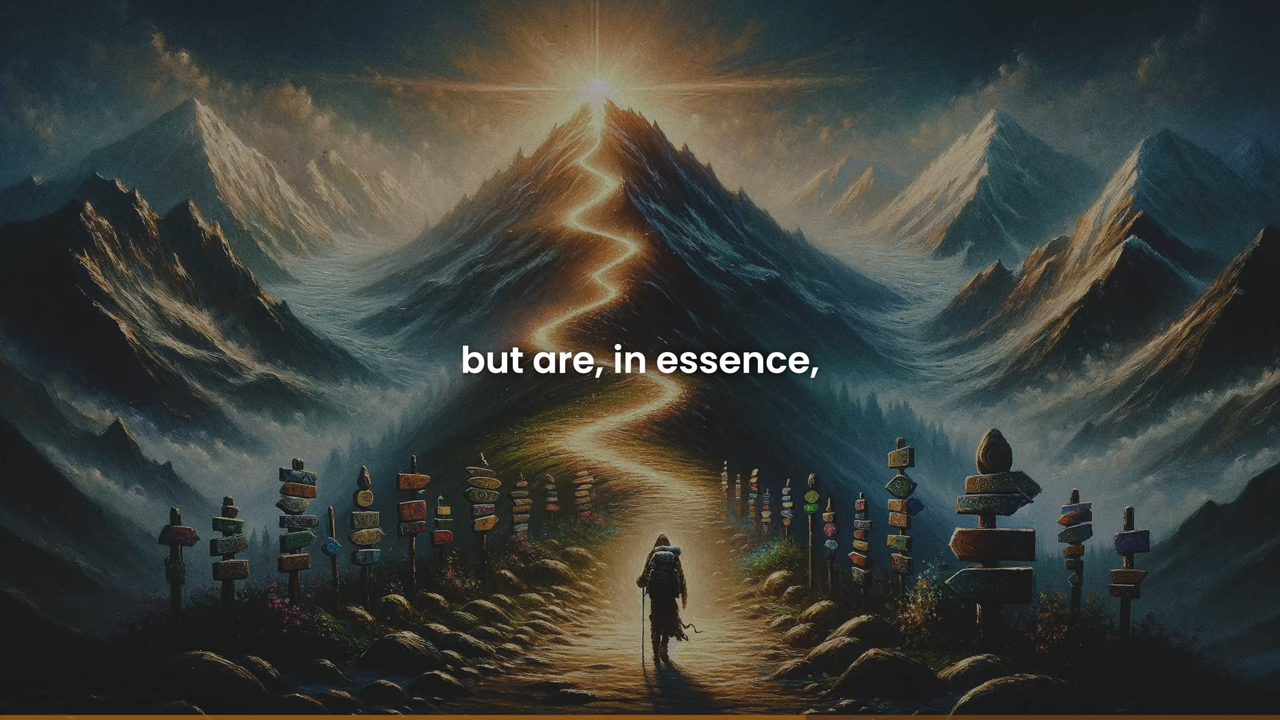 but are, in essence,